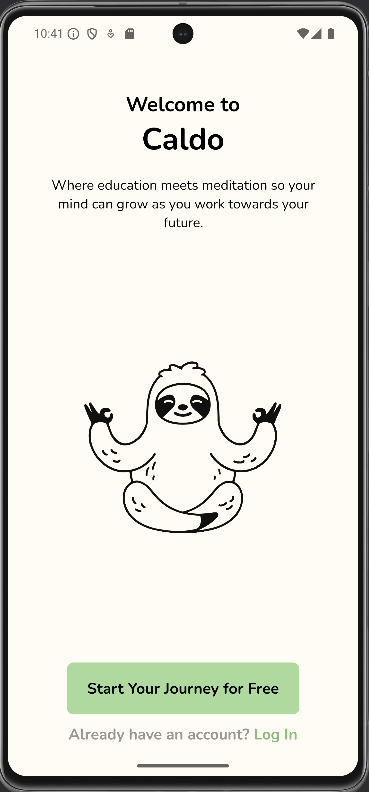 10:41
Welcome to
Caldo
Where education meets meditation so your
mind can grow as you work towards your
future.
Start Your Journey for Free
Already have an account? Log In